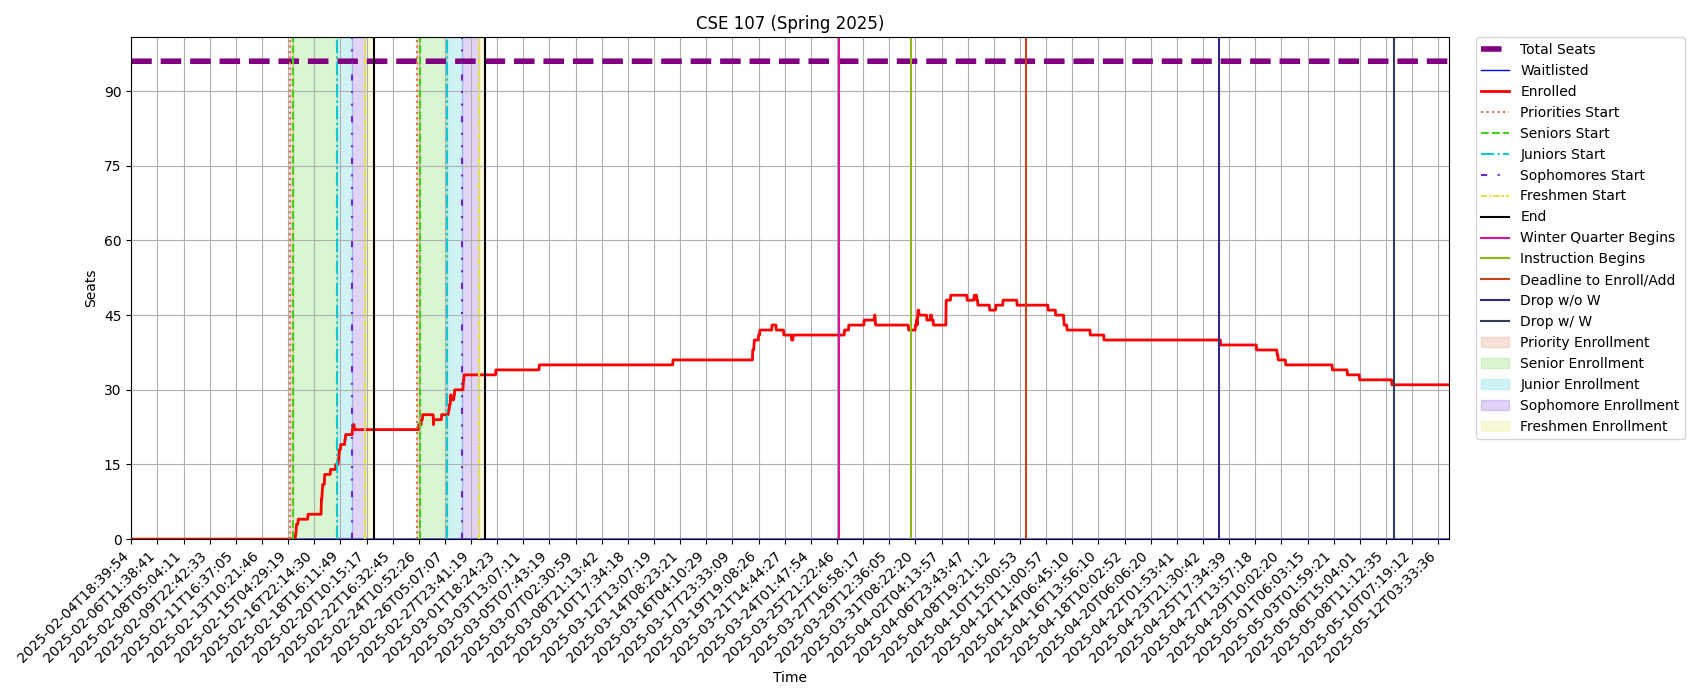 CSE 107 (Spring 2025)
Total Seats
Waitlisted
Enrolled
Priorities Start
Seniors Start
Juniors Start
Sophomores Start
Freshmen Start
End
Winter Quarter Begins
Instruction Begins
Deadline to Enroll/Add
Drop w/o W
Drop w/ W
Priority Enrollment
Senior Enrollment
Junior Enrollment
Sophomore Enrollment
Freshmen Enrollment
Seats
90
75
60
45
30
15
0
2025-02-04T18:39:54
2025-02-06T11:38:41
2025-02-08T05:04:11
2025-02-09T22:42:33
2025-02-11T16:37:05
2025-02-13T10:21:46
2025-02-15T04:29:19
2025-02-16T22:14:30
2025-02-18T16:11:49
2025-02-20T10:15:17
2025-02-22T16:32:45
2025-02-24T10:52:26
2025-02-26T05:07:07
2025-02-27T23:41:19
2025-03-01T18:24:23
2025-03-03T13:07:11
2025-03-05T07:43:19
2025-03-07T02:30:59
2025-03-08T21:13:42
2025-03-10T17:34:18
2025-03-12T13:07:19
2025-03-14T08:23:21
2025-03-16T04:10:29
2025-03-17T23:33:09
2025-03-19T19:08:26
2025-03-21T14:44:27
2025-03-24T01:47:54
2025-03-25T21:22:46
2025-03-27T16:58:17
2025-03-29T12:36:05
2025-03-31T08:22:20
2025-04-02T04:13:57
2025-04-06T23:43:47
2025-04-08T19:21:12
2025-04-10T15:00:53
2025-04-12T11:00:57
2025-04-14T06:45:10
2025-04-16T13:56:10
2025-04-18T10:02:52
2025-04-20T06:06:20
2025-04-22T01:53:41
2025-04-23T21:30:42
2025-04-25T17:34:39
2025-04-27T13:57:18
2025-04-29T10:02:20
2025-05-01T06:03:15
2025-05-03T01:59:21
2025-05-06T15:04:01
2025-05-08T11:12:35
2025-05-10T07:19:12
2025-05-12T03:33:36
Time